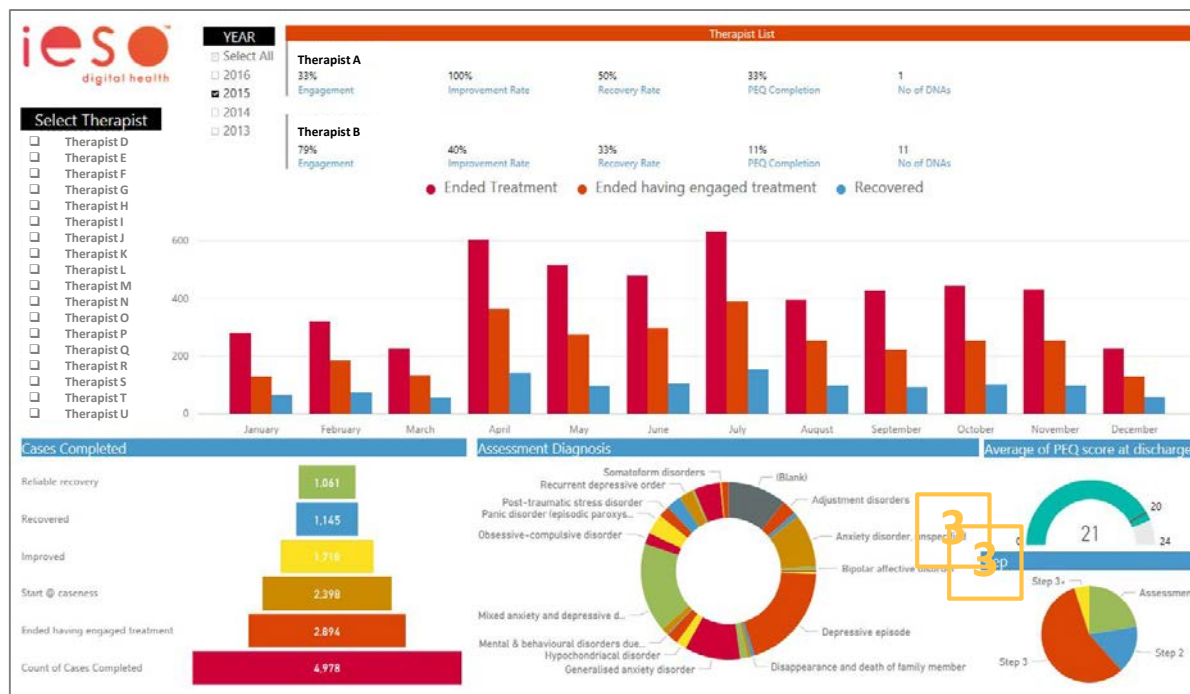 ieso™
digital health
YEAR
Select All
2016
2015
2014
2013
Therapist List
Therapist A
33% 100% 50% 33% 1
Engagement Improvement Rate Recovery Rate PEQ Completion No of DNAs
Therapist B
79% 40% 33% 11% 11
Engagement Improvement Rate Recovery Rate PEQ Completion No of DNAs
Select Therapist
Therapist D
Therapist E
Therapist F
Therapist G
Therapist H
Therapist I
Therapist J
Therapist K
Therapist L
Therapist M
Therapist N
Therapist O
Therapist P
Therapist Q
Therapist R
Therapist S
Therapist T
Therapist U
Ended Treatment Ended having engaged treatment Recovered
600
400
200
0
January February March April May June July August September October November December
Cases Completed
Reliable recovery 1,061
Recovered 1,145
Improved
Start @ caseness 2,398
Ended having engaged treatment 2,894
Count of Cases Completed 4,978
Assessment Diagnosis
Somatoform disorders
Recurrent depressive order
Post-traumatic stress disorder
Panic disorder (episodic paroxys...
Obsessive-compulsive disorder
Mixed anxiety and depressive d...
Mental & behavioural disorders due...
Hypochondriacal disorder
Generalised anxiety disorder
(Blank)
Adjustment disorders
Anxiety disorder, unspecified
Bipolar affective disorder
Depressive episode
Disappearance and death of family member
Average of PEQ score at discharge
0 21 20 24
3
3
Step 3+
Assessmen
Step 2
Step 3